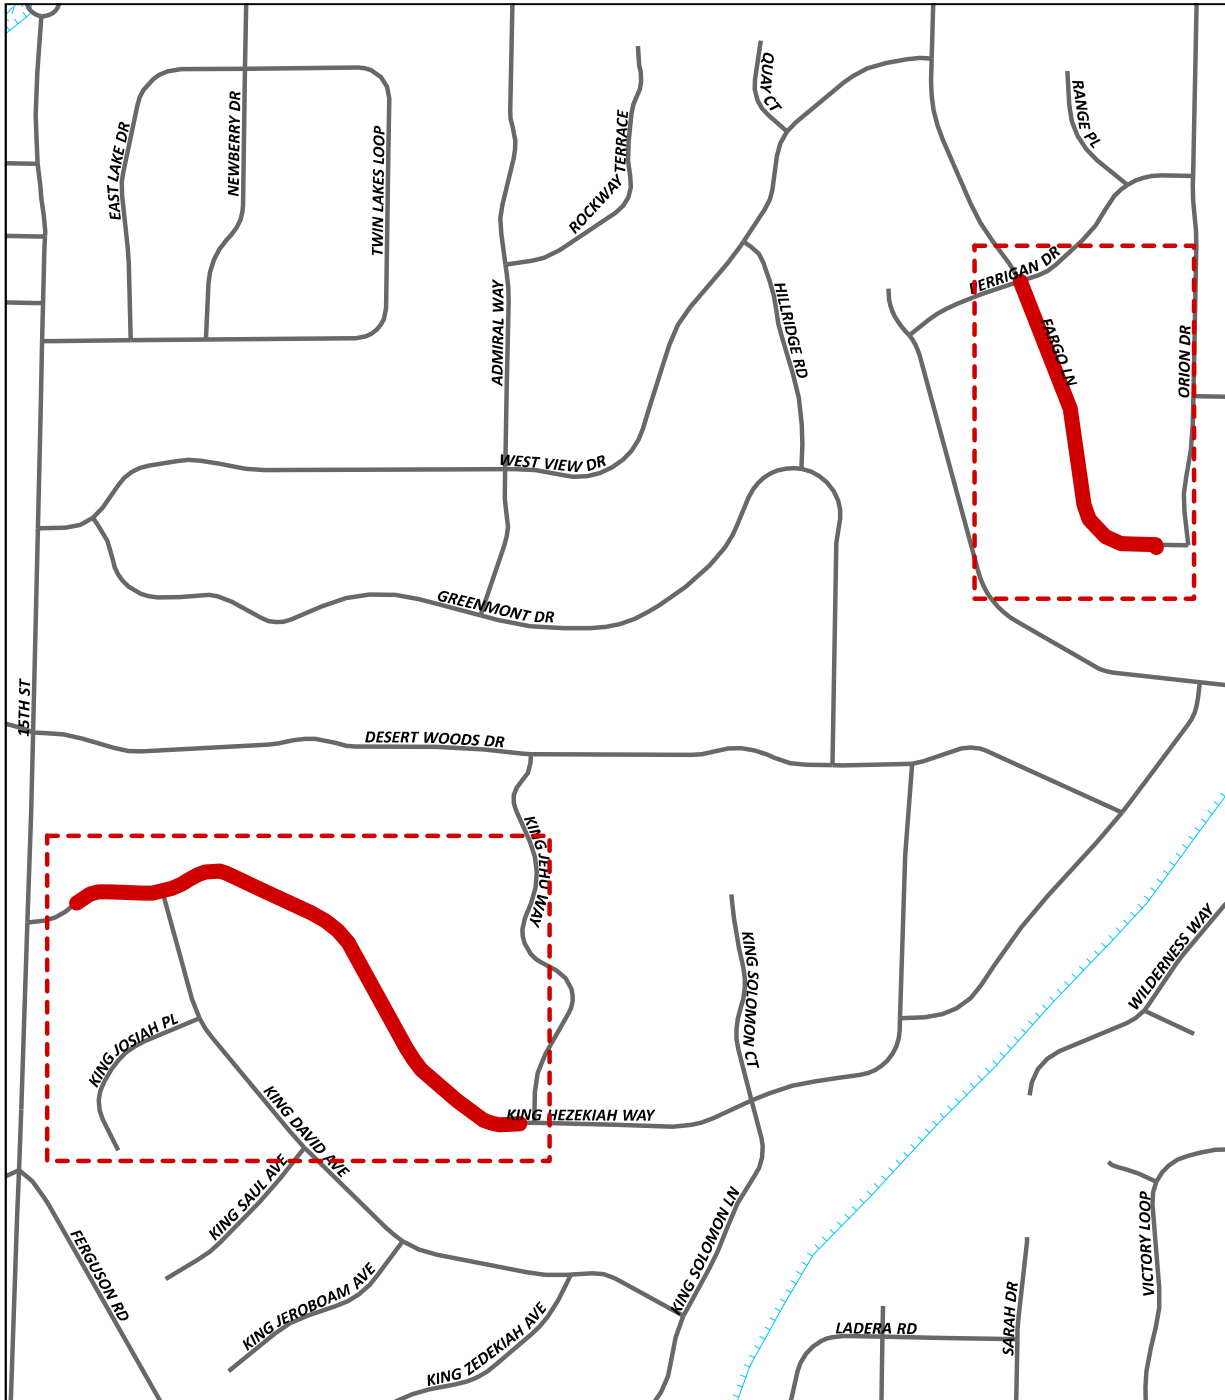 QUAY CT
RANGE PL
EAST LAKE DR
NEWBERRY DR
TWIN LAKES LOOP
ROCKWAY TERRACE
ADMIRAL WAY
HILLRIDGE RD
FARGO LN
ORION DR
WEST VIEW DR
GREENMONT DR
15TH ST
DESERT WOODS DR
KING JEHU WAY
KING SOLOMON CT
WILDERNESS WAY
KING JOSIAH PL
KING DAVID AVE
KING HEZEKIAH WAY
KING SAUL AVE
KING SOLOMON LN
VICTORY LOOP
FERGUSON RD
KING JEROBOAM AVE
KING ZEDEKIAH AVE
LADERA RD
SARAH DR